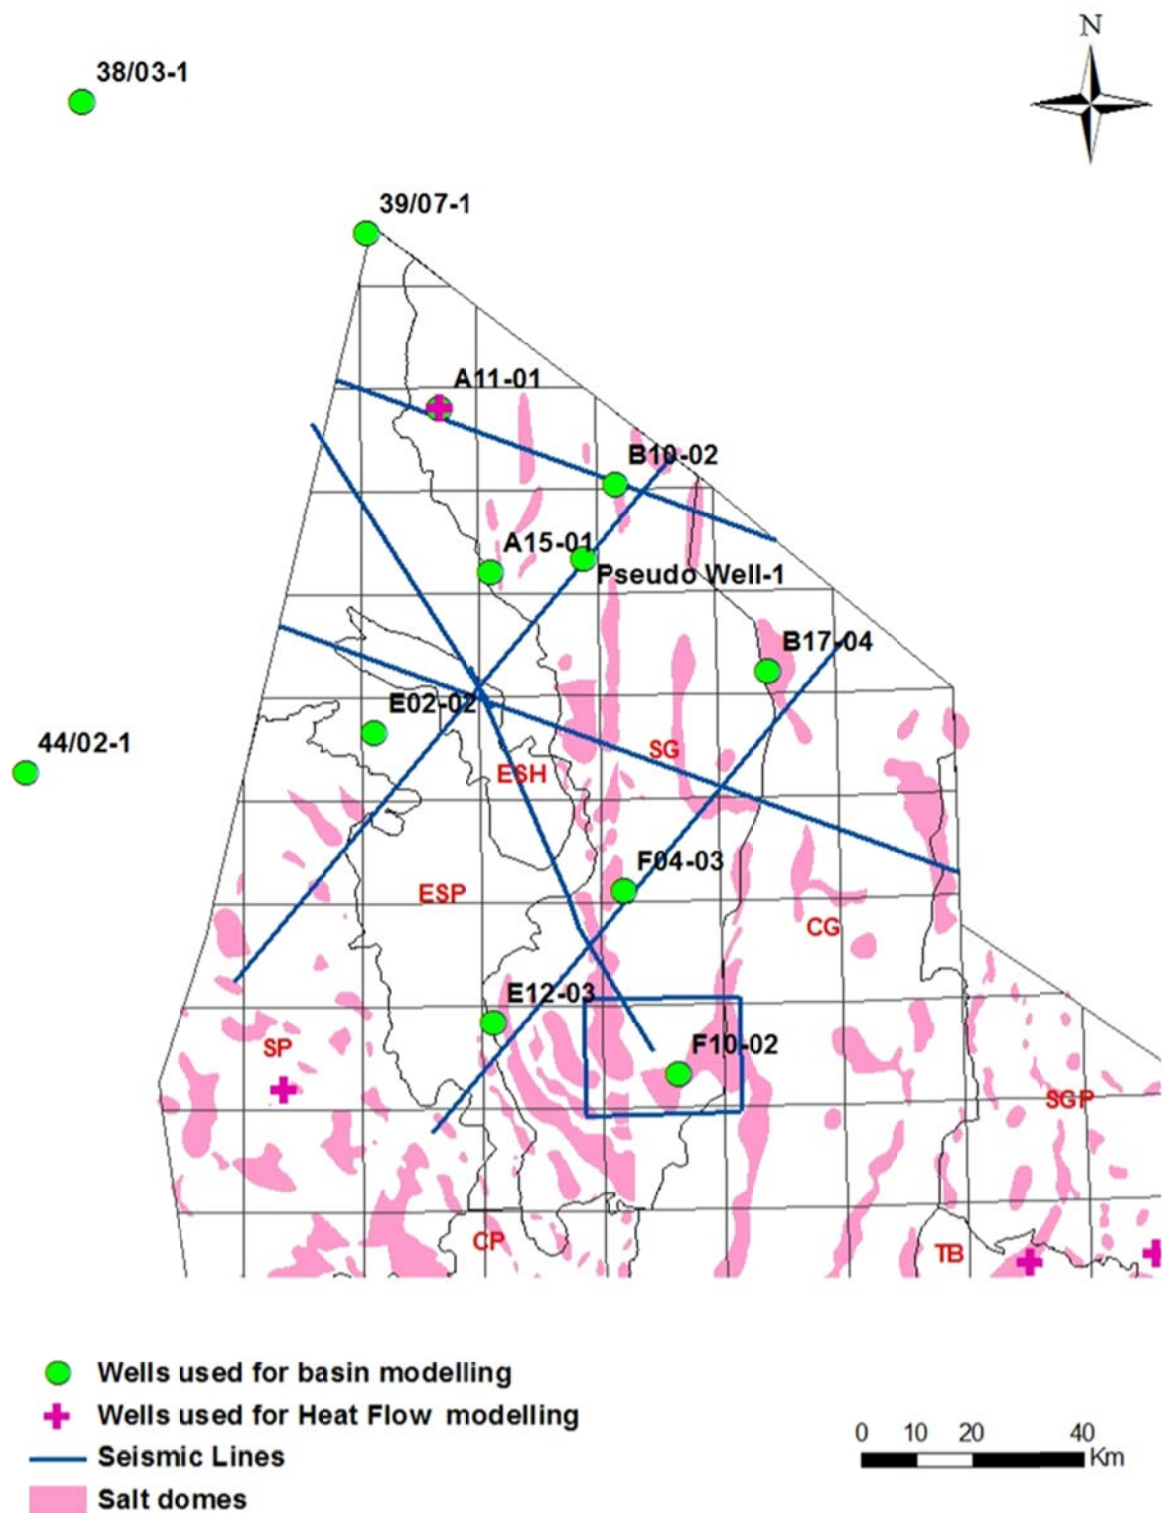 N
38/03-1
39/07-1
A11-01
B10-02
A15-01
Pseudo Well-1
B17-04
E02-02
44/02-1
SG
ESH
F04-03
ESP
CG
E12-03
F10-02
SP
SGP
CP
TB
Wells used for basin modelling
Wells used for Heat Flow modelling
Seismic Lines
Salt domes
0 10 20 40
Km